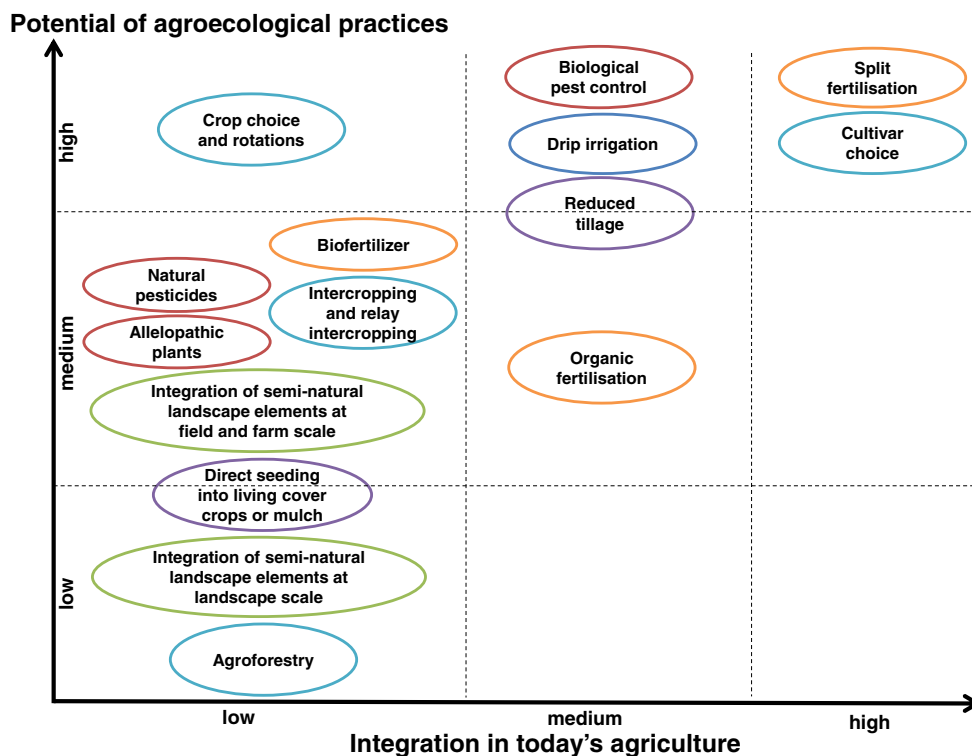 Potential of agroecological practices
high
medium
low
Crop choice
and rotations
Biological
pest control
Drip irrigation
Reduced
tillage
Split
fertilisation
Cultivar
choice
Biofertilizer
Natural
pesticides
Intercropping
and relay
intercropping
Allelopathic
plants
Organic
fertilisation
Integration of semi-natural
landscape elements at
field and farm scale
Direct seeding
into living cover
crops or mulch
Integration of semi-natural
landscape elements at
landscape scale
Agroforestry
low
medium
high
Integration in today's agriculture